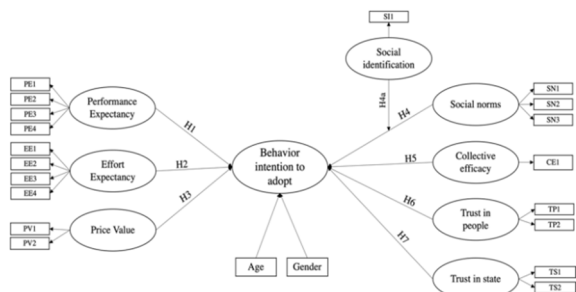 SI1
Social
identification
H4a
PE1
PE2
PE3
PE4
Performance
Expectancy
H1
EE1
EE2
EE3
EE4
Effort
Expectancy
H2
PV1
PV2
Price Value
H3
Behavior
intention to
adopt
Age
Gender
H4
Social norms
SN1
SN2
SN3
H5
Collective
efficacy
CE1
H6
Trust in
people
TP1
TP2
H7
Trust in state
TS1
TS2